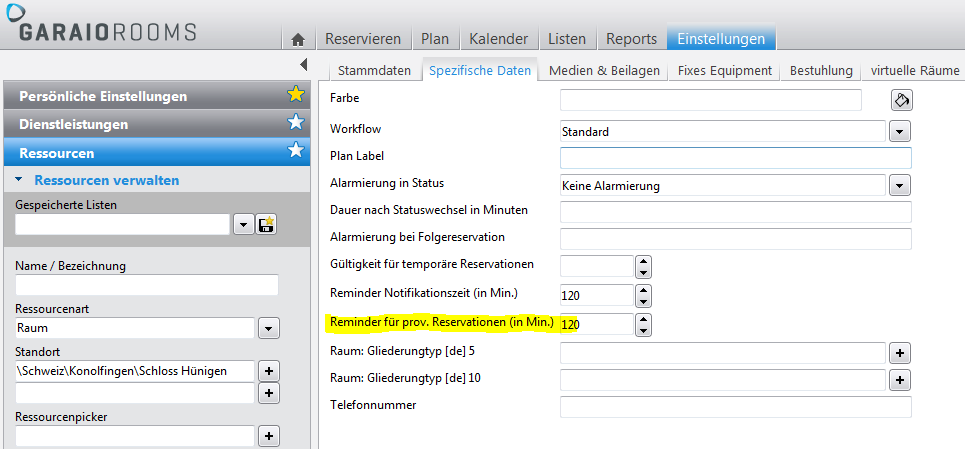 GARAIOROOMS
Reservieren Plan Kalender Listen Reports Einstellungen
Stammdaten Spezifische Daten Medien & Beilagen Fixes Equipment Bestuhlung virtuelle Räume
Persönliche Einstellungen
Dienstleistungen
Ressourcen
Ressourcen verwalten
Gespeicherte Listen
Name / Bezeichnung
Ressourcenart
Raum
Standort
\Schweiz\Konolfingen\Schloss Hünigen
Ressourcenpicker
Farbe
Workflow Standard
Plan Label
Alarmierung in Status Keine Alarmierung
Dauer nach Statuswechsel in Minuten
Alarmierung bei Folgereservation
Gültigkeit für temporäre Reservationen
Reminder Notifikationszeit (in Min.) 120
Reminder für prov. Reservationen (in Min.) 120
Raum: Gliederungtyp [de] 5
Raum: Gliederungtyp [de] 10
Telefonnummer